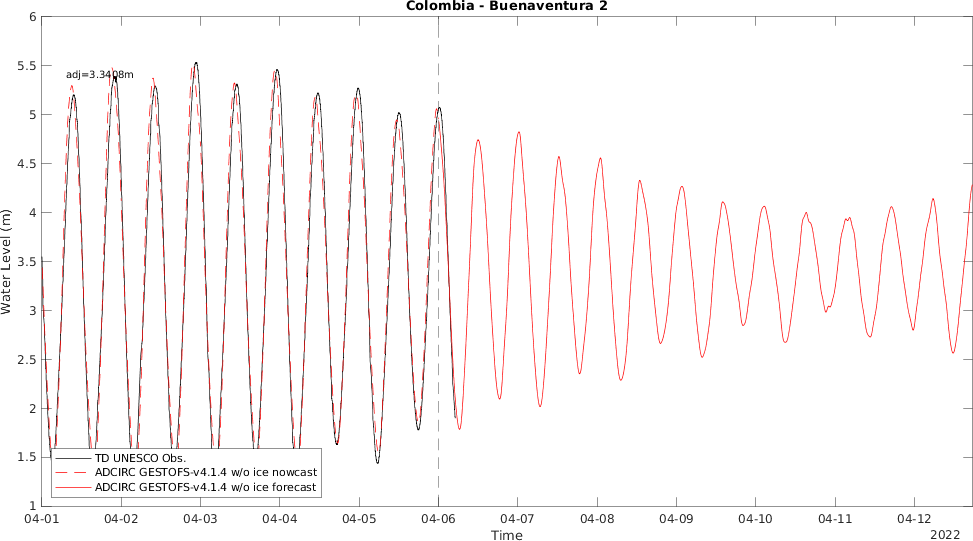 Colombia - Buenaventura 2
6
adj=3.3408m
5.5
5
4.5
4
3.5
3
2.5
2
1.5
1
Water Level (m)
TD UNESCO Obs.
ADCIRC GESTOFS-v4.1.4 w/o ice nowcast
ADCIRC GESTOFS-v4.1.4 w/o ice forecast
04-01 04-02 04-03 04-04 04-05 04-06 04-07 04-08 04-09 04-10 04-11 04-12
Time
2022